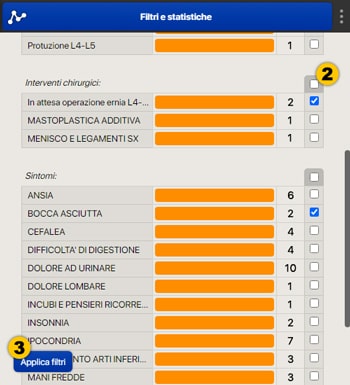 Filtri e statistiche
Protuzione L4-L5 1
Interventi chirurgici:
2
In attesa operazione ernia L4-... 2
MASTOPLASTICA ADDITIVA 1
MENISCO E LEGAMENTI SX 1
Sintomi:
ANSIA 6
BOCCA ASCIUTTA 2
CEFALEA 4
DIFFICOLTA' DI DIGESTIONE 4
DOLORE AD URINARE 10
DOLORE LOMBARE 1
INCUBI E PENSIERI RICORRE... 1
INSONNIA 2
3
IPOCONDRIA 7
Applica filtri
NTO ARTI INFERI... 3
MANI FREDDE 3